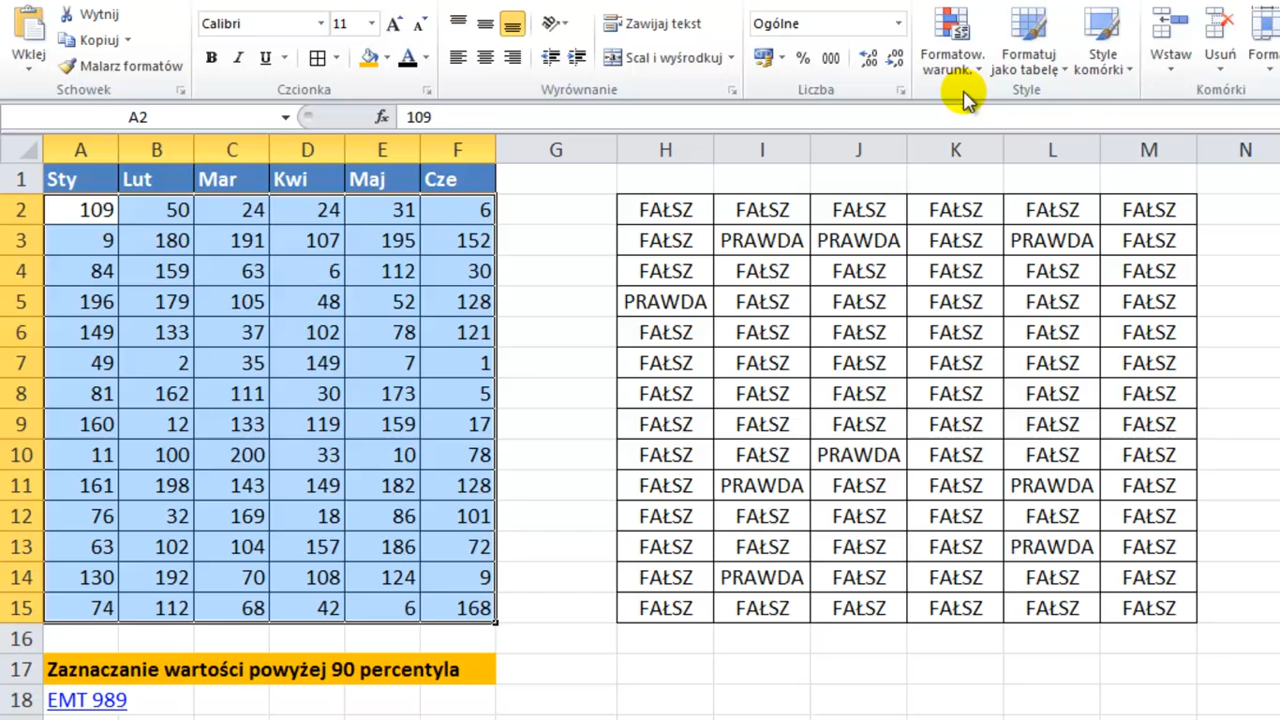 Wytnij
Kopiuj
Malarz formatów
Wklej
Schowek
Calibri 11 A A
B I U A
Czcionka
Zawijaj tekst
Scal i wyśrodkuj
Wyrównanie
Ogólne
% 000 ,00 ,00
Liczba
Formatow. warunk.
Formatuj jako tabelę
Style komórki
Style
Wstaw
Usuń
Komórki
A2 fx 109
A B C D E F G H I J K L M N
1 Sty Lut Mar Kwi Maj Cze
2 109 50 24 24 31 6 FAŁSZ FAŁSZ FAŁSZ FAŁSZ FAŁSZ FAŁSZ
3 9 180 191 107 195 152 FAŁSZ PRAWDA PRAWDA FAŁSZ PRAWDA FAŁSZ
4 84 159 63 6 112 30 FAŁSZ FAŁSZ FAŁSZ FAŁSZ FAŁSZ FAŁSZ
5 196 179 105 48 52 128 PRAWDA FAŁSZ FAŁSZ FAŁSZ FAŁSZ FAŁSZ
6 149 133 37 102 78 121 FAŁSZ FAŁSZ FAŁSZ FAŁSZ FAŁSZ FAŁSZ
7 49 2 35 149 7 1 FAŁSZ FAŁSZ FAŁSZ FAŁSZ FAŁSZ FAŁSZ
8 81 162 111 30 173 5 FAŁSZ FAŁSZ FAŁSZ FAŁSZ FAŁSZ FAŁSZ
9 160 12 133 119 159 17 FAŁSZ FAŁSZ FAŁSZ FAŁSZ FAŁSZ FAŁSZ
10 11 100 200 33 10 78 FAŁSZ FAŁSZ PRAWDA FAŁSZ FAŁSZ FAŁSZ
11 161 198 143 149 182 128 FAŁSZ PRAWDA FAŁSZ FAŁSZ PRAWDA FAŁSZ
12 76 32 169 18 86 101 FAŁSZ FAŁSZ FAŁSZ FAŁSZ FAŁSZ FAŁSZ
13 63 102 104 157 186 72 FAŁSZ FAŁSZ FAŁSZ FAŁSZ PRAWDA FAŁSZ
14 130 192 70 108 124 9 FAŁSZ PRAWDA FAŁSZ FAŁSZ FAŁSZ FAŁSZ
15 74 112 68 42 6 168 FAŁSZ FAŁSZ FAŁSZ FAŁSZ FAŁSZ FAŁSZ
16
17 Zaznaczanie wartości powyżej 90 percentyla
18 EMT 989